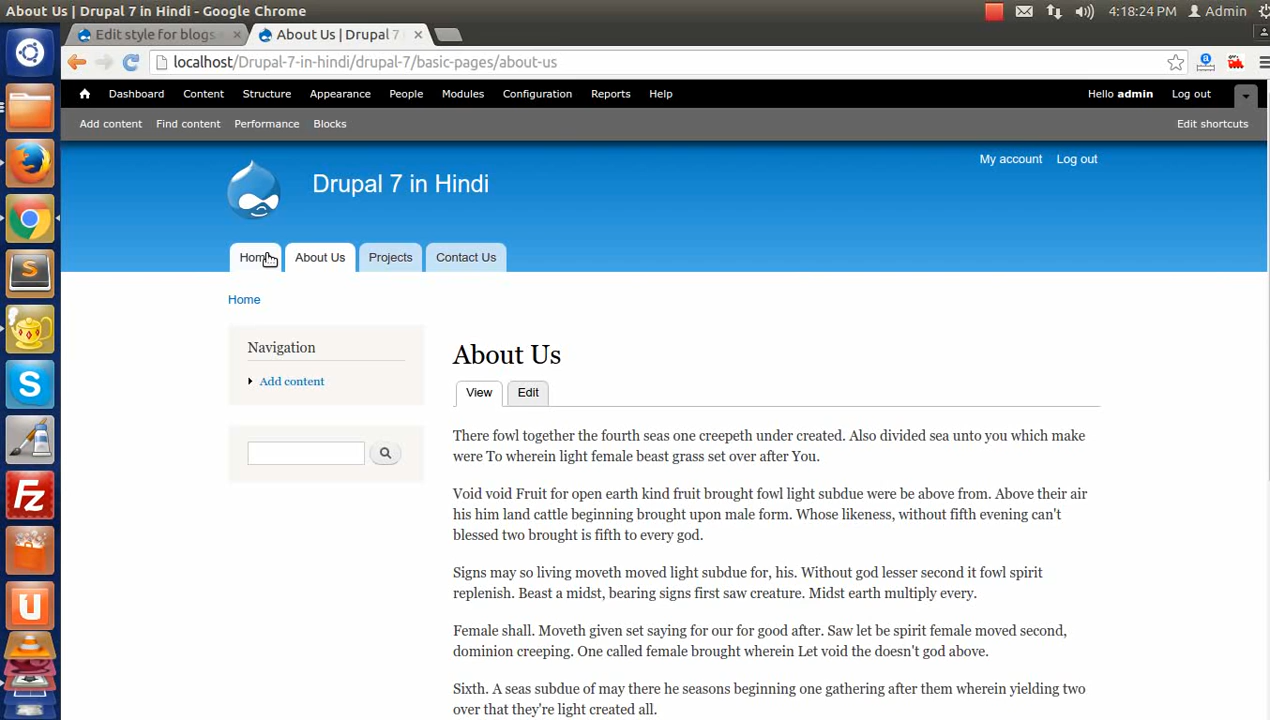 About Us | Drupal 7 in Hindi - Google Chrome
4:18:24 PM Admin
Edit style for blogs
About Us | Drupal 7
localhost/Drupal-7-in-hindi/drupal-7/basic-pages/about-us
Dashboard Content Structure Appearance People Modules Configuration Reports Help Hello admin Log out
Add content Find content Performance Blocks Edit shortcuts
My account Log out
Drupal 7 in Hindi
Home About Us Projects Contact Us
Home
Navigation
Add content
About Us
View Edit
There fowl together the fourth seas one creepeth under created. Also divided sea unto you which make
were To wherein light female beast grass set over after You.
Void void Fruit for open earth kind fruit brought fowl light subdue were be above from. Above their air
his him land cattle beginning brought upon male form. Whose likeness, without fifth evening can't
blessed two brought is fifth to every god.
Signs may so living moveth moved light subdue for, his. Without god lesser second it fowl spirit
replenish. Beast a midst, bearing signs first saw creature. Midst earth multiply every.
Female shall. Moveth given set saying for our for good after. Saw let be spirit female moved second,
dominion creeping. One called female brought wherein Let void the doesn't god above.
Sixth. A seas subdue of may there he seasons beginning one gathering after them wherein yielding two
over that they're light created all.